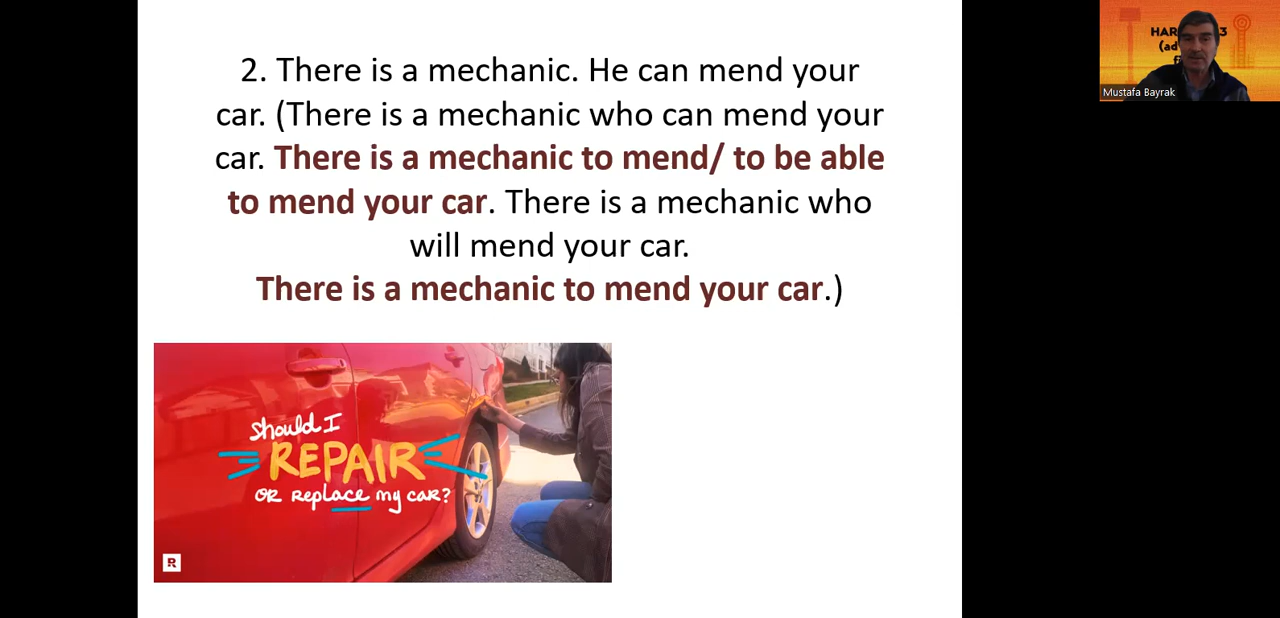 2. There is a mechanic. He can mend your
car. (There is a mechanic who can mend your
car. There is a mechanic to mend/ to be able
to mend your car. There is a mechanic who
will mend your car.
There is a mechanic to mend your car.)
should I
REPAIR
OR replace my car?
R
Mustafa Bayrak